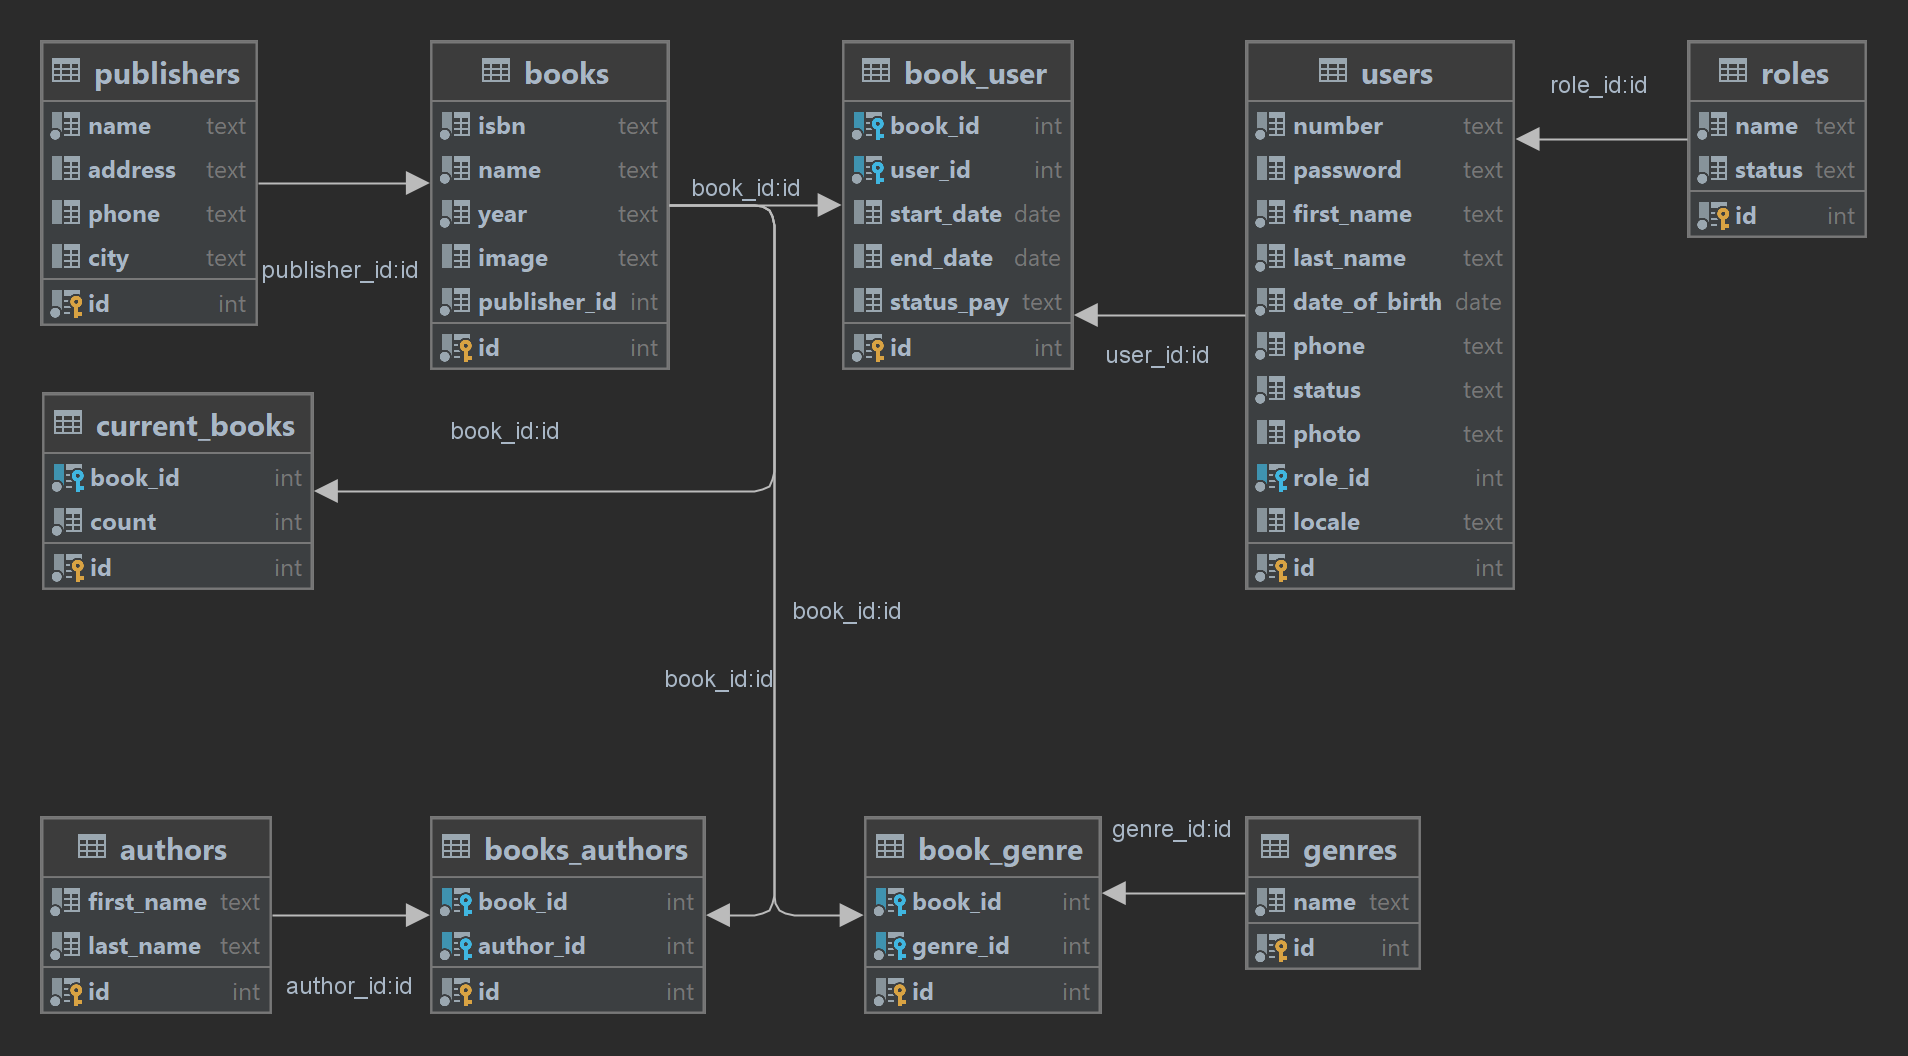 publishers
name text
address text
phone text
city text
id int
publisher_id:id
books
isbn text
name text
year text
image text
publisher_id int
id int
book_id:id
book_user
book_id int
user_id int
start_date date
end_date date
status_pay text
id int
user_id:id
users
number text
password text
first_name text
last_name text
date_of_birth date
phone text
status text
photo text
role_id int
locale text
id int
role_id:id
roles
name text
status text
id int
current_books
book_id int
count int
id int
book_id:id
book_id:id
book_id:id
authors
first_name text
last_name text
id int
author_id:id
books_authors
book_id int
author_id int
id int
book_genre
book_id int
genre_id int
id int
genre_id:id
genres
name text
id int